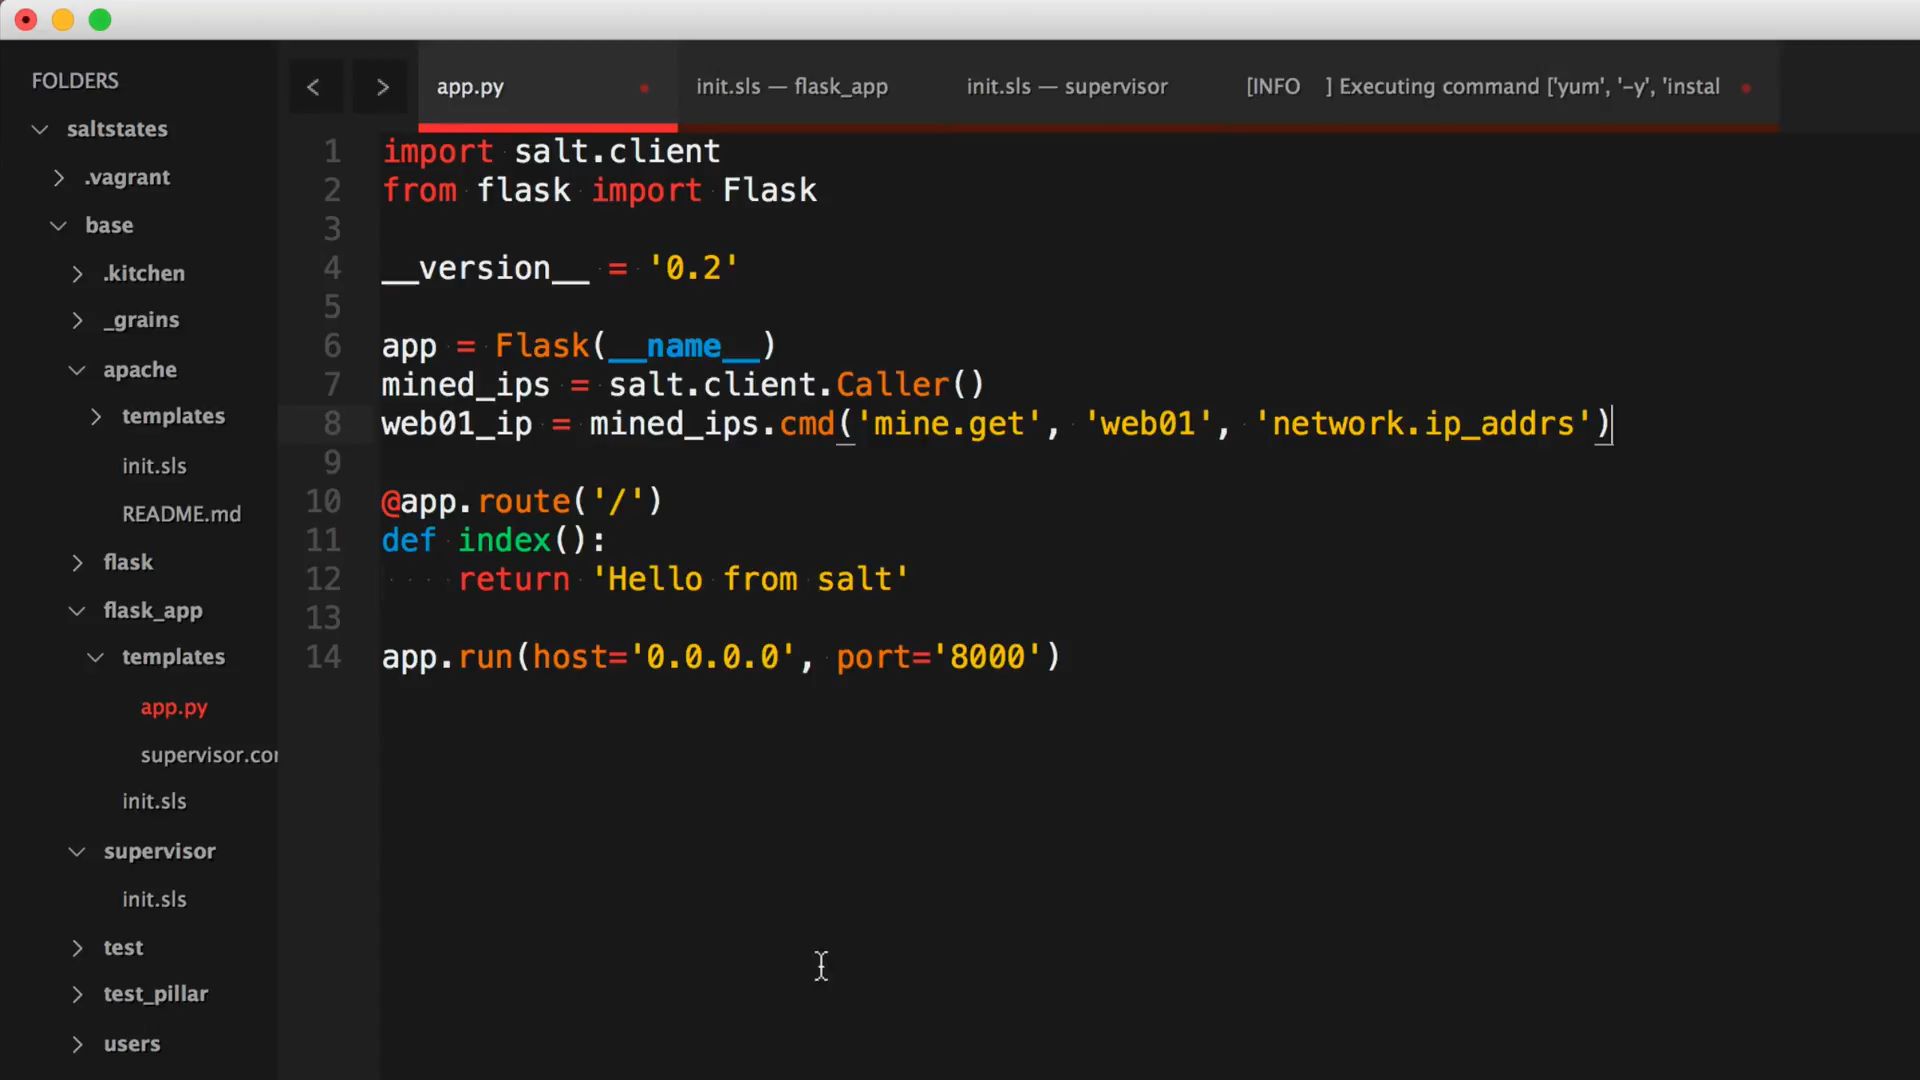 FOLDERS
saltstates
.vagrant
base
.kitchen
_grains
apache
templates
init.sls
README.md
flask
flask_app
templates
app.py
supervisor.cor
init.sls
supervisor
init.sls
test
test_pillar
users
< > app.py init.sls — flask_app init.sls — supervisor [INFO ] Executing command ['yum', '-y', 'instal
1 import salt.client
2 from flask import Flask
3
4 __version__ = '0.2'
5
6 app = Flask(__name__)
7 mined_ips = salt.client.Caller()
8 web01_ip = mined_ips.cmd('mine.get', 'web01', 'network.ip_addrs')
9
10 @app.route('/')
11 def index():
12     return 'Hello from salt'
13
14 app.run(host='0.0.0.0', port='8000')